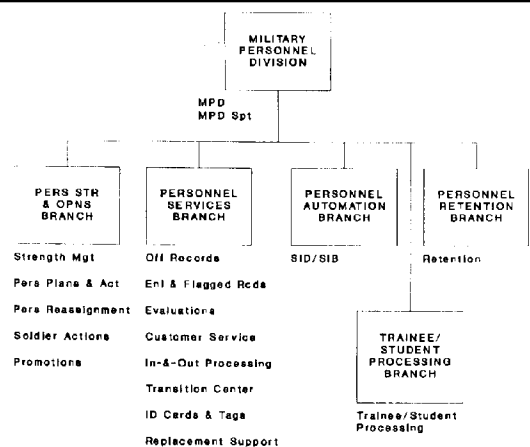 MILITARY
PERSONNEL
DIVISION
MPD
MPD Spt
PERS STR
& OPNS
BRANCH
Strength Mgt
Pers Plans & Act
Pers Reassignment
Soldier Actions
Promotions
PERSONNEL
SERVICES
BRANCH
Off Records
Enl & Flagged Rcds
Evaluations
Customer Service
In-&-Out Processing
Transition Center
ID Cards & Tags
Replacement Support
PERSONNEL
AUTOMATION
BRANCH
SID/SIB
PERSONNEL
RETENTION
BRANCH
Retention
TRAINEE/
STUDENT
PROCESSING
BRANCH
Trainee/Student
Processing